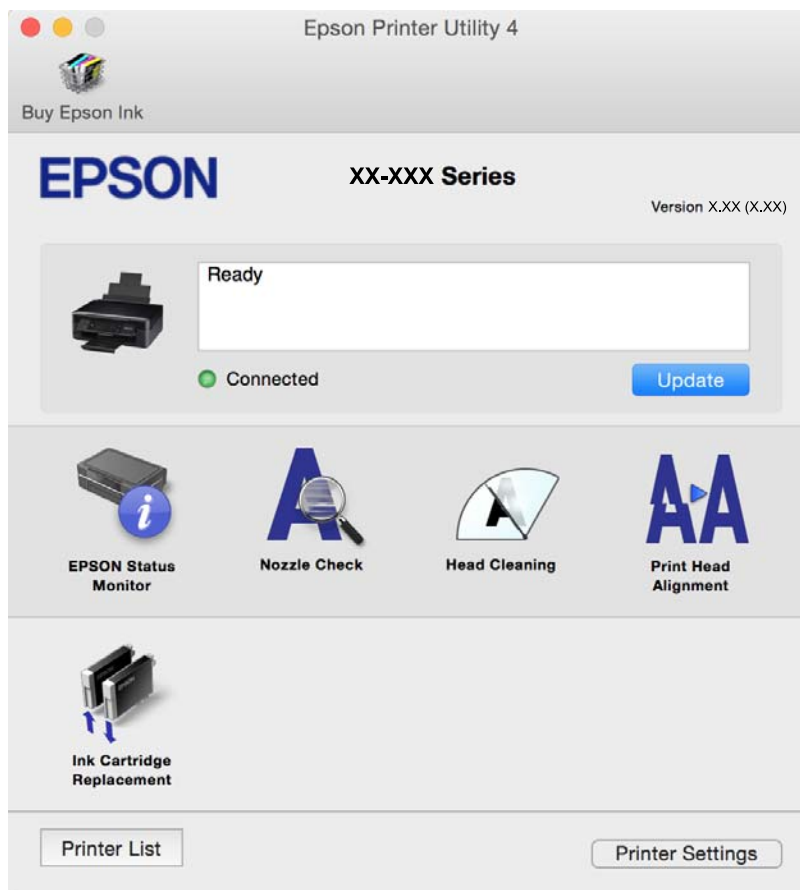 Epson Printer Utility 4
Buy Epson Ink
EPSON
XX-XXX Series
Version X.XX (X.XX)
Ready
Connected
Update
EPSON Status
Monitor
Nozzle Check
Head Cleaning
Print Head
Alignment
Ink Cartridge
Replacement
Printer List
Printer Settings